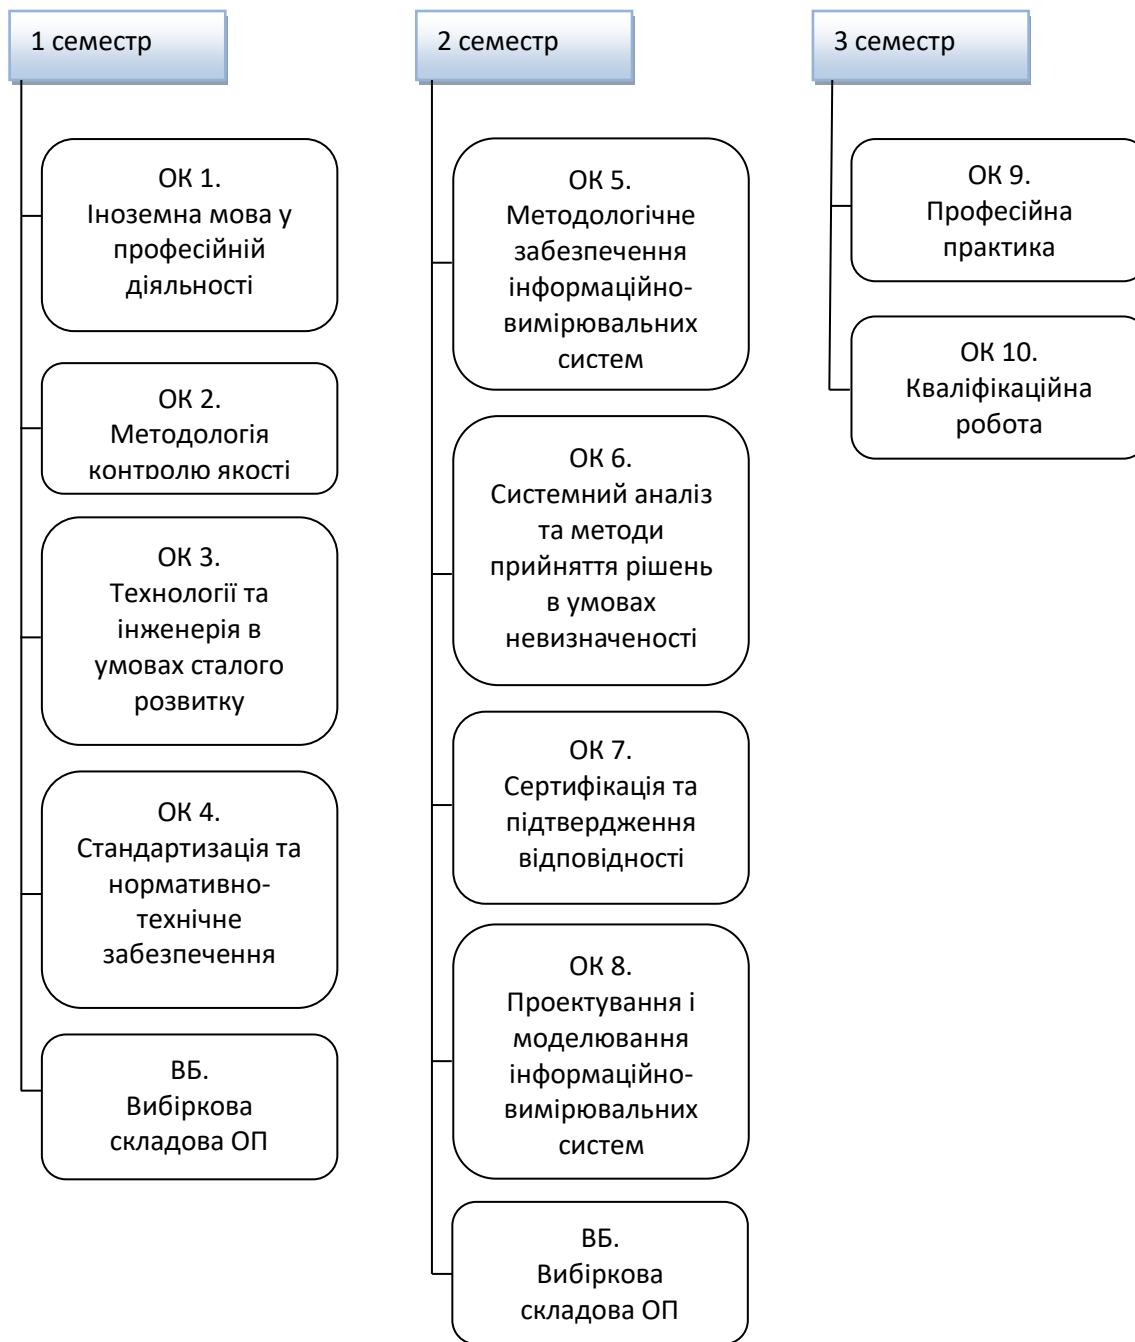 1 семестр
ОК 1.
Іноземна мова у
професійній
діяльності
ОК 2.
Методологія
контролю якості
ОК 3.
Технології та
інженерія в
умовах сталого
розвитку
ОК 4.
Стандартизація та
нормативно-
технічне
забезпечення
ВБ.
Вибіркова
складова ОП
2 семестр
ОК 5.
Методологічне
забезпечення
інформаційно-
вимірювальних
систем
ОК 6.
Системний аналіз
та методи
прийняття рішень
в умовах
невизначеності
ОК 7.
Сертифікація та
підтвердження
відповідності
ОК 8.
Проектування і
моделювання
інформаційно-
вимірювальних
систем
ВБ.
Вибіркова
складова ОП
3 семестр
ОК 9.
Професійна
практика
ОК 10.
Кваліфікаційна
робота